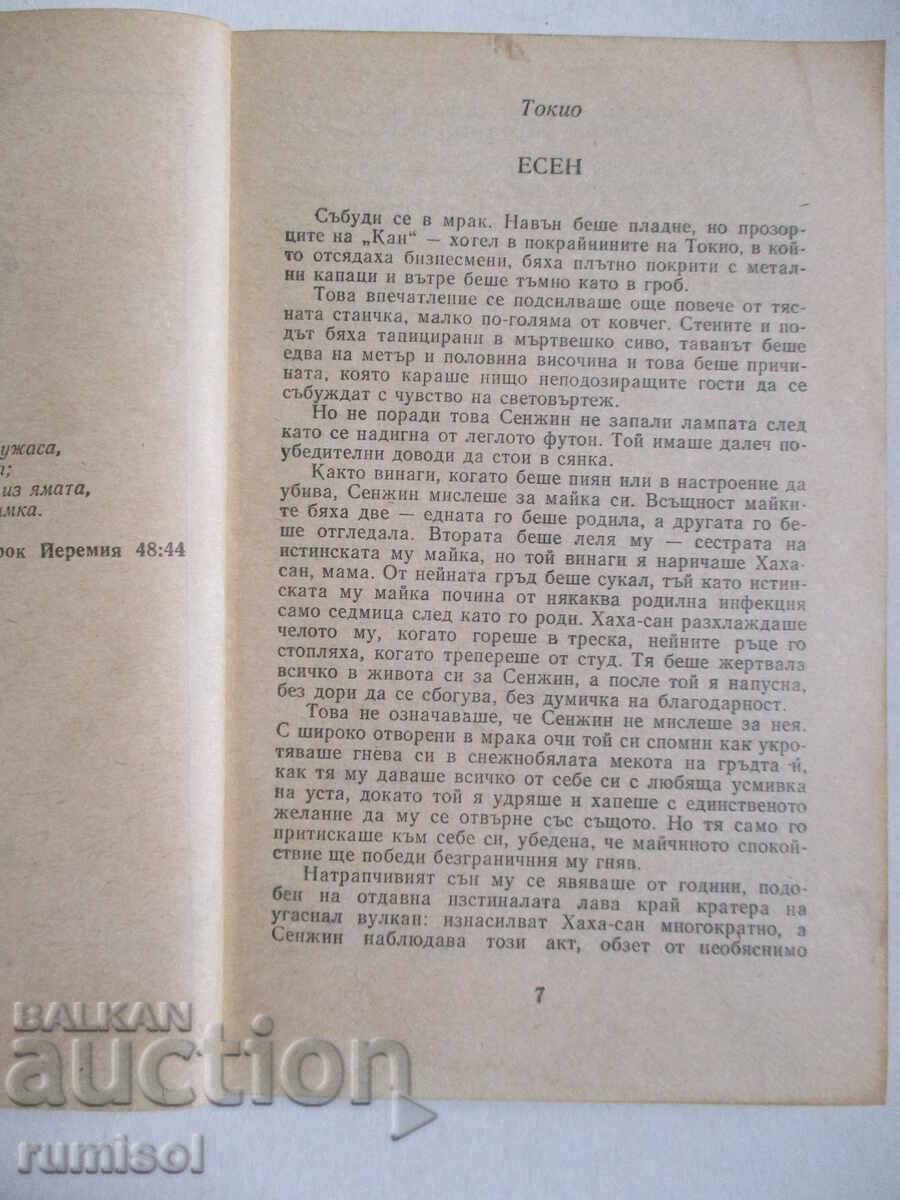 ужаса,
а;
из ямата,
имка.
рок Йеремия 48:44
Токио
ЕСЕН
Събуди се в мрак. Навън беше пладне, но прозор-
ците на „Кан“ — хотел в покрайнините на Токио, в кой-
то отсядаха бизнесмени, бяха плътно покрити с метал-
ни капаци и вътре беше тъмно като в гроб.
Това впечатление се подсилваше още повече от тяс-
ната стаичка, малко по-голяма от ковчег. Стените и по-
дът бяха тапицирани в мъртвешко сиво, таванът беше
едва на метър и половина височина и това беше причи-
ната, която караше нищо неподозиращите гости да се
събуждат с чувство на световъртеж.
Но не поради това Сенжин не запали лампата след
като се надигна от леглото футон. Той имаше далеч по-
убедителни доводи да стои в сянка.
Както винаги, когато беше пиян или в настроение да
убива, Сенжин мислеше за майка си. Всъщност майки-
те бяха две — едната го беше родила, а другата го бе-
ше отгледала. Втората беше леля му — сестрата на
истинската му майка, но той винаги я наричаше Хаха-
сан, мама. От нейната гръд беше сукал, тъй като истин-
ската му майка почина от някаква родилна инфекция
само седмица след като го роди. Хаха-сан разхлаждаше
челото му, когато гореше в треска, нейните ръце го
стопляха, когато трепереше от студ. Тя беше жертвала
всичко в живота си за Сенжин, а после той я напусна,
без дори да се сбогува, без думичка на благодарност.
Това не означаваше, че Сенжин не мислеше за нея.
С широко отворени в мрака очи той си спомни как укро-
тяваше гнева си в снежнобялата мекота на гръдта ѝ,
как тя му даваше всичко от себе си с любяща усмивка
на уста, докато той я удряше и хапеше с единственото
желание да му се отвърне със същото. Но тя само го
притискаше към себе си, убедена, че майчиното спокой-
ствие ще победи безграничния му гняв.
Натрапчивият сън му се явяваше от години, подо-
бен на отдавна изстиналата лава край кратера на
угаснал вулкан: изнасилват Хаха-сан многократно, а
Сенжин наблюдава този акт, обзет от необяснимо
7
BALKAN
auction
rumisol